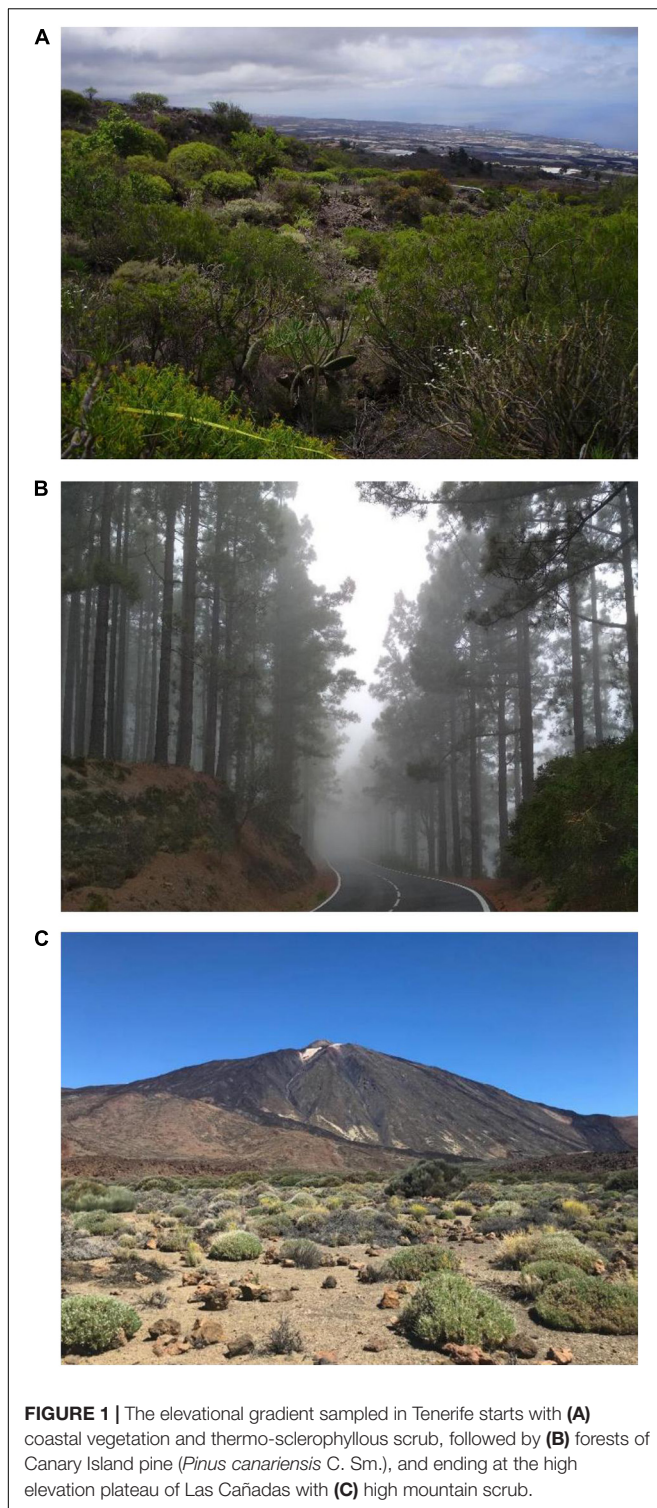 A
B
C
FIGURE 1 | The elevational gradient sampled in Tenerife starts with (A)
coastal vegetation and thermo-sclerophyllous scrub, followed by (B) forests of
Canary Island pine (Pinus canariensis C. Sm.), and ending at the high
elevation plateau of Las Cañadas with (C) high mountain scrub.